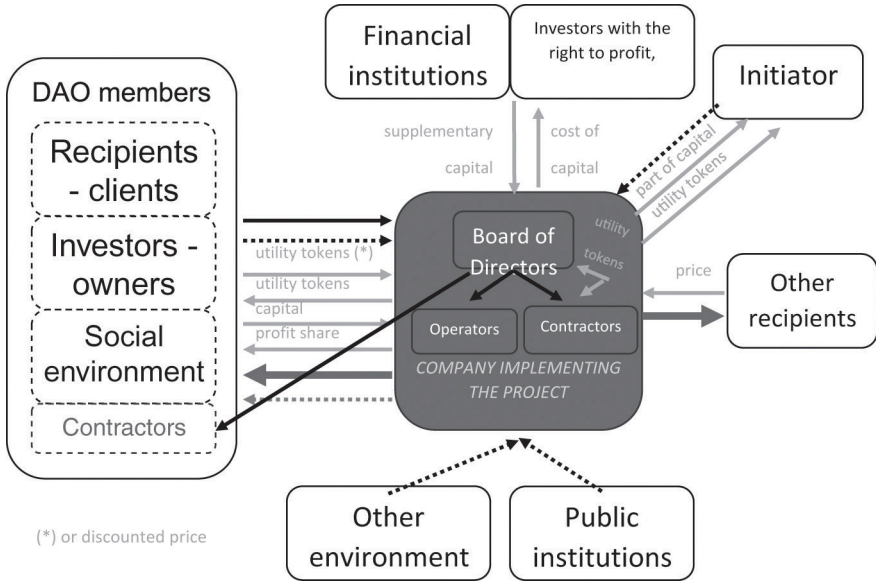 DAO members
Recipients
- clients
Investors -
owners
Social
environment
Contractors
(*) or discounted price
Financial
institutions
Investors with the
right to profit,
Initiator
supplementary
capital
cost of
capital
part of capital
utility tokens
utility tokens (*)
utility tokens
capital
profit share
Board of
Directors
utility
tokens
Operators
Contractors
COMPANY IMPLEMENTING
THE PROJECT
price
Other
recipients
Other
environment
Public
institutions